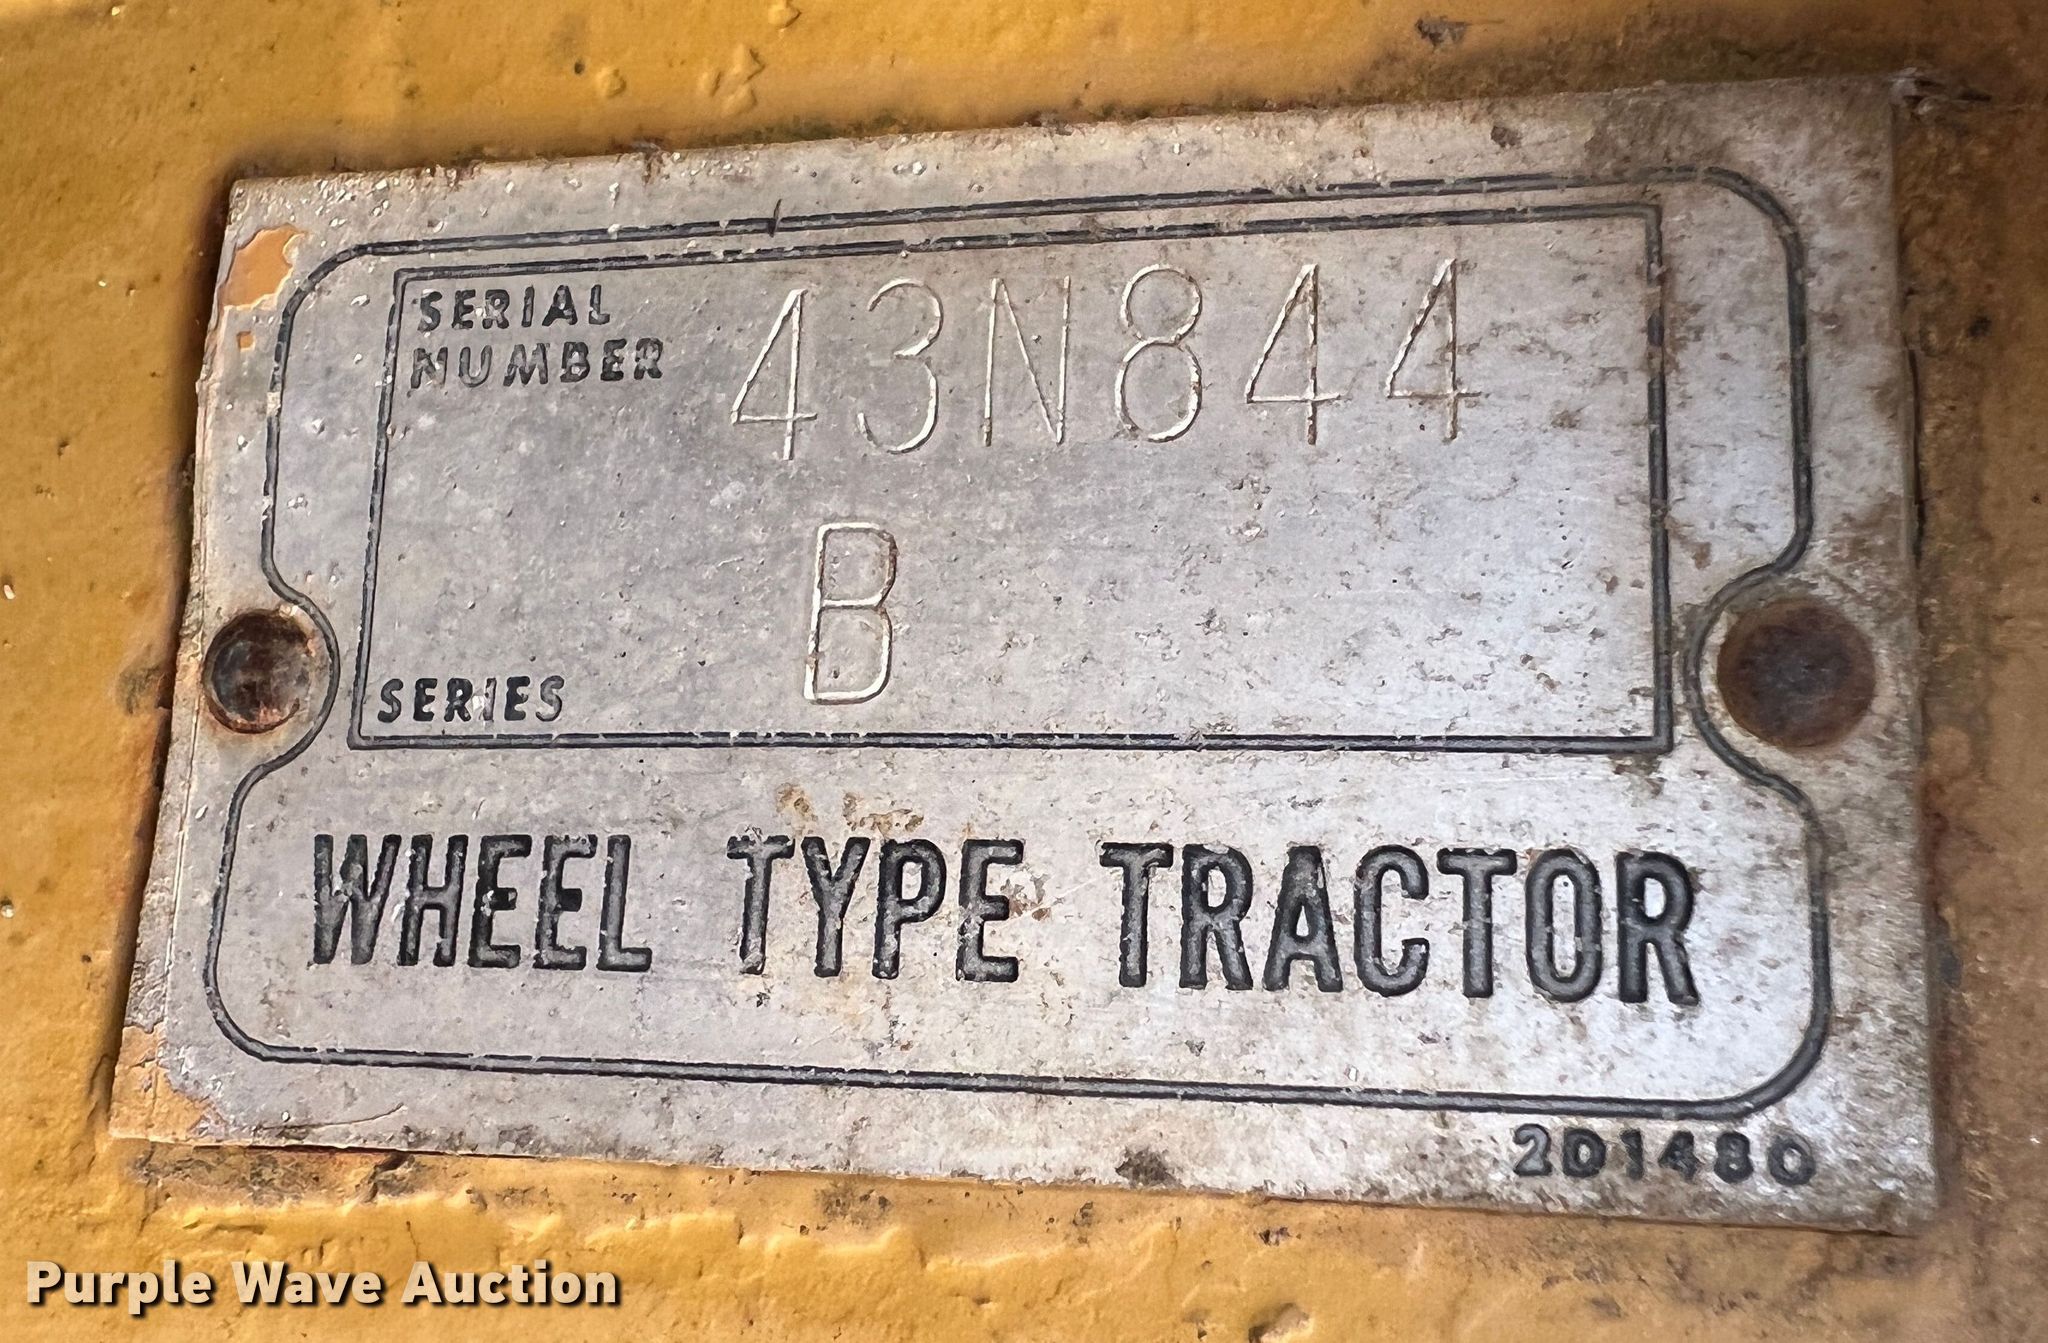 SERIAL
NUMBER 43N844
B
SERIES
WHEEL TYPE TRACTOR
2D1480
Purple Wave Auction